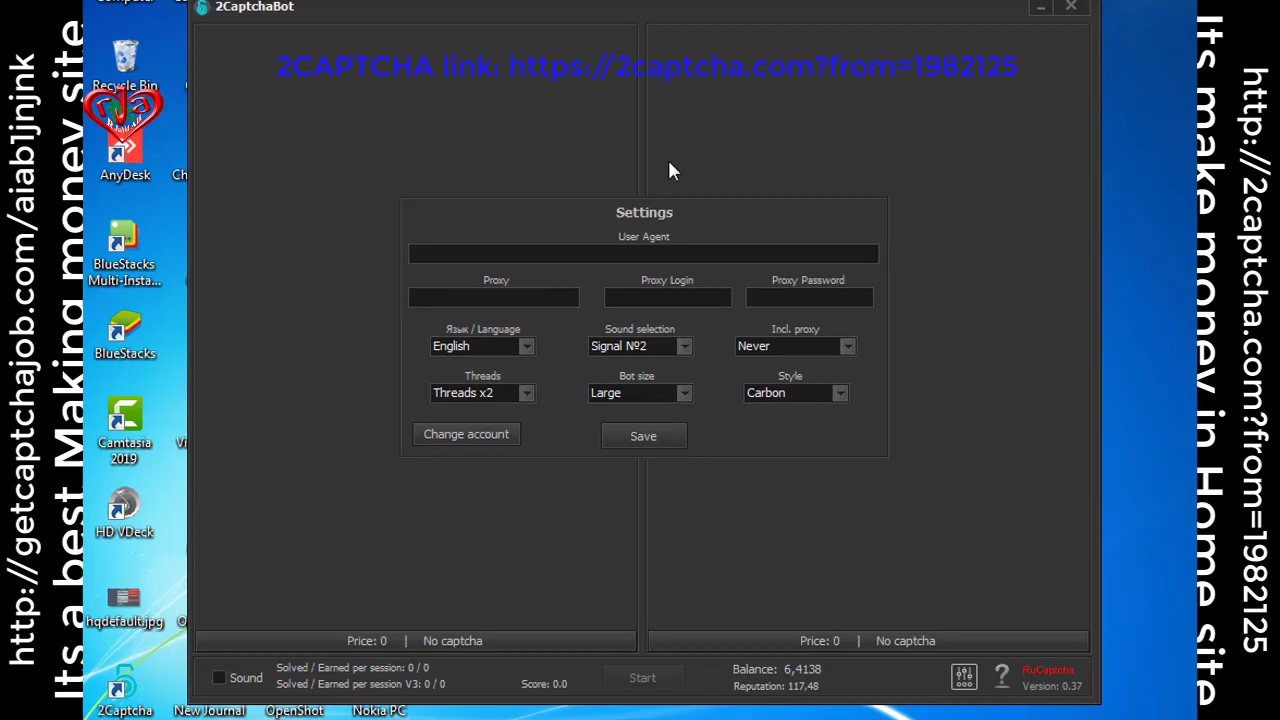 2CaptchaBot
2CAPTCHA link: https://2captcha.com?from=1982125
http://getcaptchajob.com/aiabljnjnk
Its a best Making money site
Its make money in Home site
http://2captcha.com?from=1982125
Recycle Bin
rja
AnyDesk
Ch
BlueStacks
Multi-Insta...
BlueStacks
Camtasia
2019
Vi
HD VDeck
hqdefault.jpg
O
2Captcha
New Journal
OpenShot
Nokia PC
Settings
User Agent
Proxy
Proxy Login
Proxy Password
Язык / Language
Sound selection
Incl. proxy
English
Signal №2
Never
Threads
Bot size
Style
Threads x2
Large
Carbon
Change account
Save
Price: 0 | No captcha
Price: 0 | No captcha
Sound
Solved / Earned per session: 0 / 0
Solved / Earned per session V3: 0 / 0
Score: 0.0
Start
Balance: 6,4138
Reputation: 117,48
?
RuCaptcha
Version: 0.37